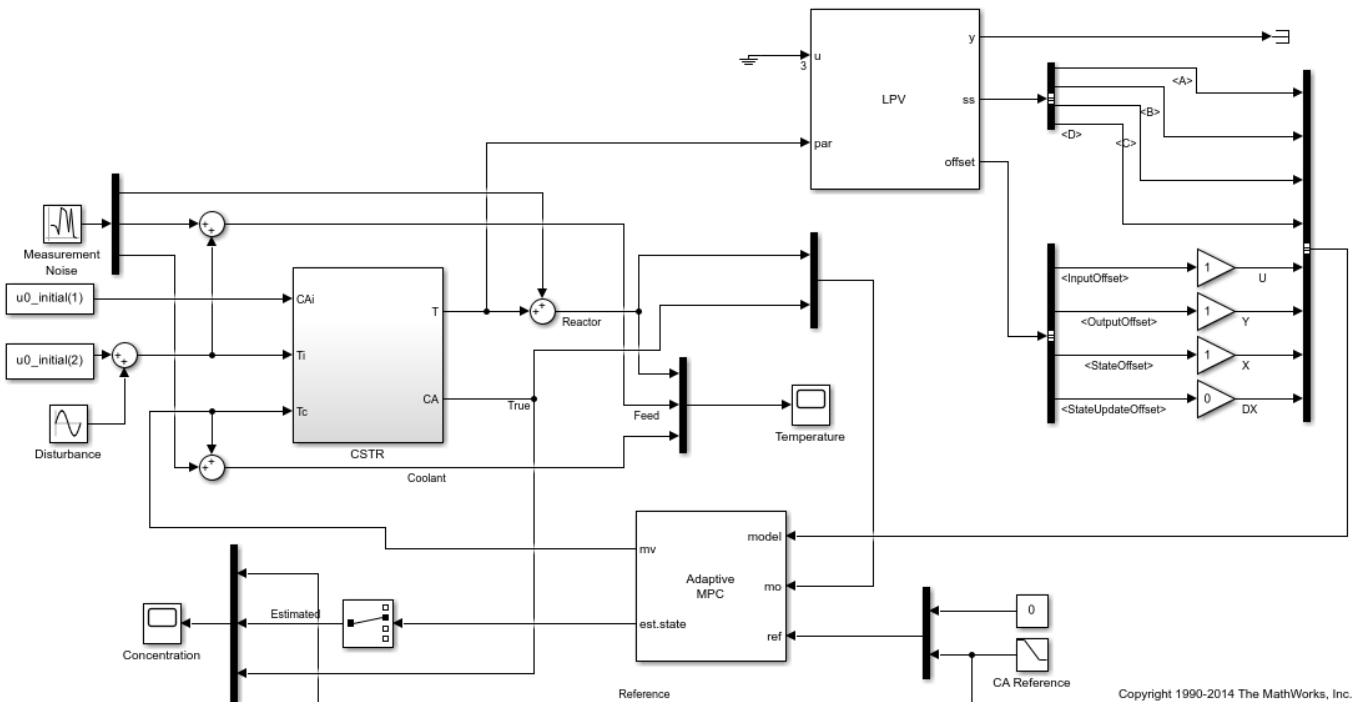 y
u
3
LPV
ss
par
offset
<A>
<B>
<D>
<C>
Measurement
Noise
u0_initial(1)
CAi
T
Reactor
<InputOffset>
1
U
<OutputOffset>
1
Y
u0_initial(2)
Ti
<StateOffset>
1
X
CA
True
Tc
Feed
<StateUpdateOffset>
0
DX
Disturbance
CSTR
Temperature
Coolant
mv
model
Adaptive
MPC
mo
Estimated
est.state
ref
0
Concentration
CA Reference
Reference
Copyright 1990-2014 The MathWorks, Inc.